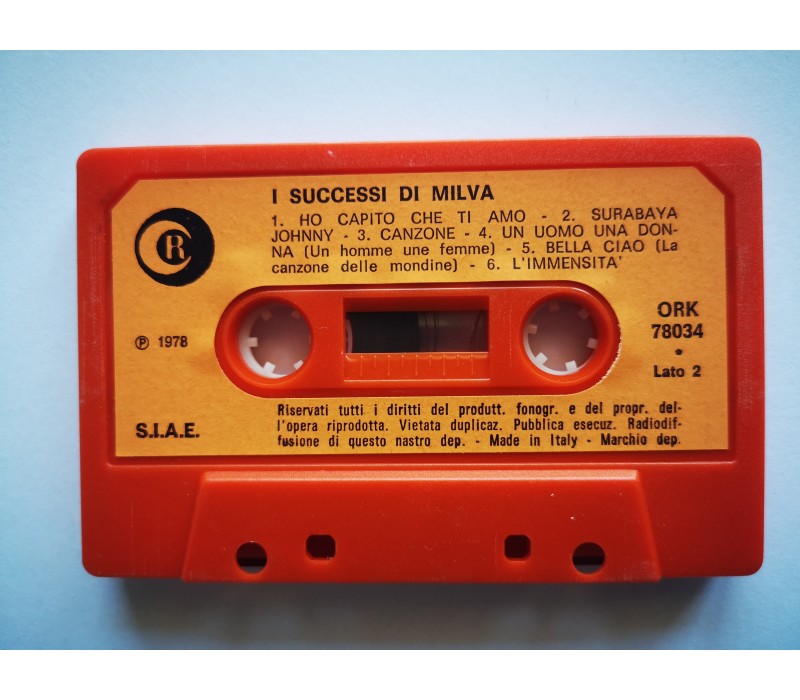 I SUCCESSI DI MILVA
1. HO CAPITO CHE TI AMO - 2. SURABAYA
JOHNNY - 3. CANZONE - 4. UN UOMO UNA DON-
NA (Un homme une femme) - 5. BELLA CIAO (La
canzone delle mondine) - 6. L'IMMENSITA'
R
ORK
78034
•
Lato 2
℗ 1978
S.I.A.E.
Riservati tutti i diritti del produtt. fonogr. e del propr. del-
l'opera riprodotta. Vietata duplicaz. Pubblica esecuz. Radiodif-
fusione di questo nastro dep. - Made in Italy - Marchio dep.